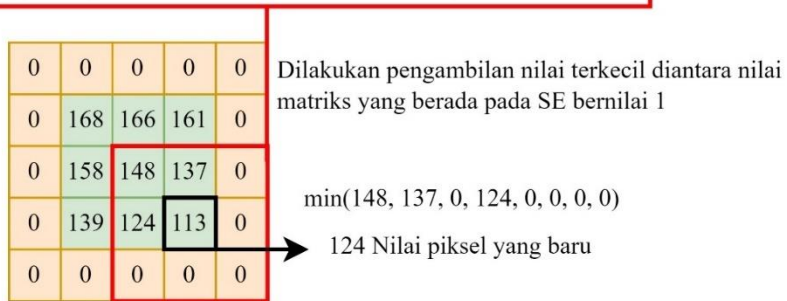 0 0 0 0 0
0 168 166 161 0
0 158 148 137 0
0 139 124 113 0
0 0 0 0 0
Dilakukan pengambilan nilai terkecil diantara nilai
matriks yang berada pada SE bernilai 1
min(148, 137, 0, 124, 0, 0, 0, 0)
124 Nilai piksel yang baru